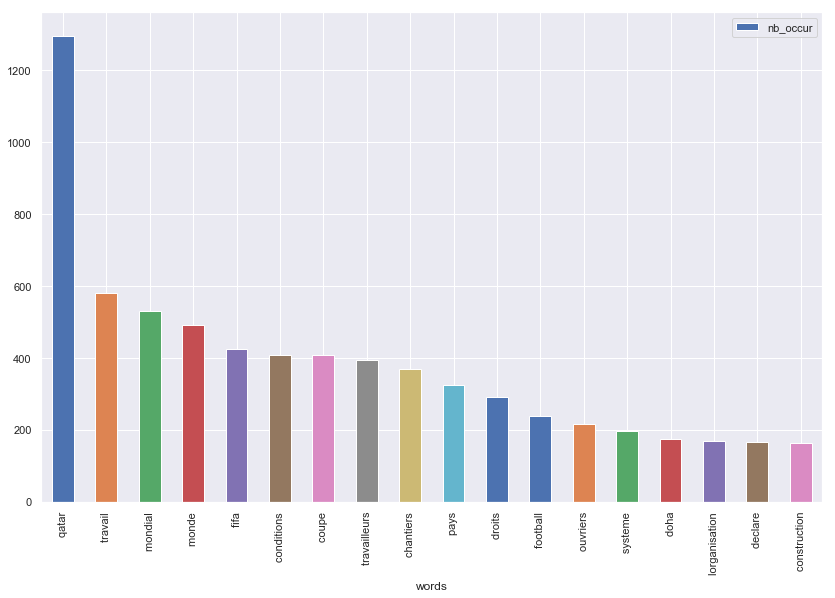 nb_occur
1200
1000
800
600
400
200
0
qatar
travail
mondial
monde
fifa
conditions
coupe
travailleurs
chantiers
pays
droits
football
ouvriers
systeme
doha
lorganisation
declare
construction
words